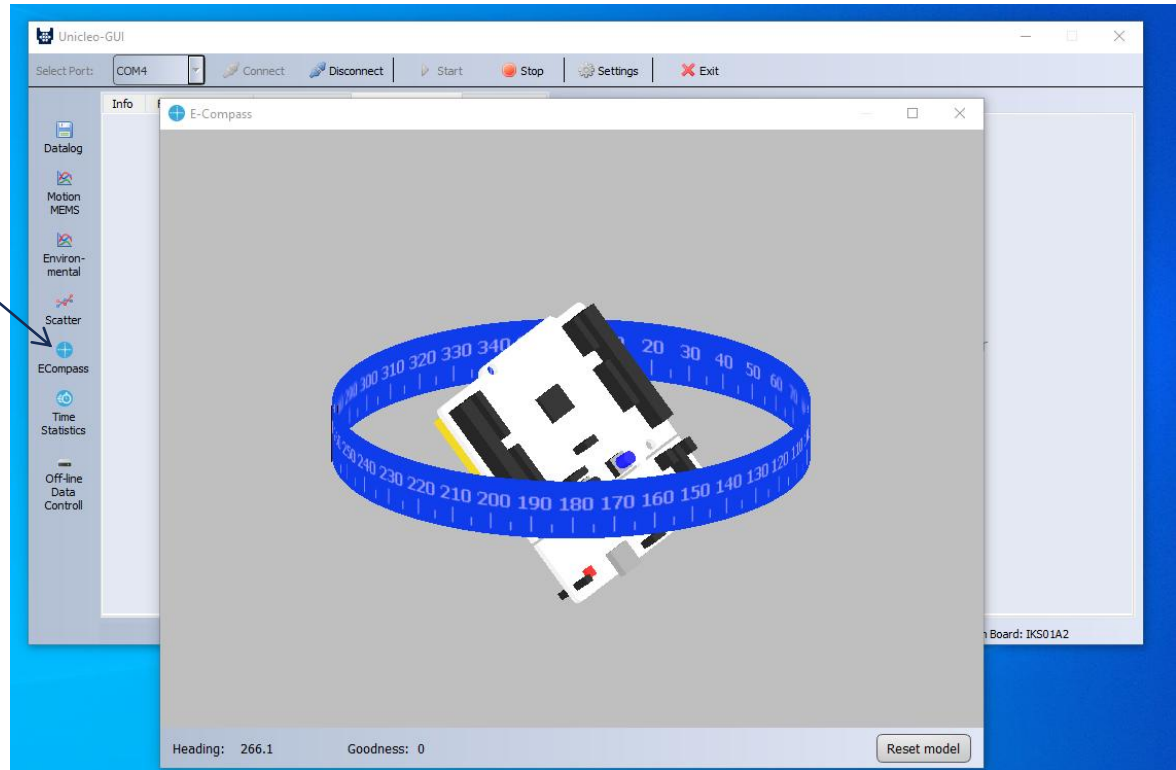 Unicleo-GUI
Select Port: COM4 Connect Disconnect Start Stop Settings Exit
Info
E-Compass
Datalog
Motion
MEMS
Environ-
mental
Scatter
ECompass
Time
Statistics
Off-line
Data
Controll
300 310 320 330 340 20 30 40 50 60
250 240 230 220 210 200 190 180 170 160 150 140 130 120 110
Board: IKS01A2
Heading: 266.1 Goodness: 0 Reset model